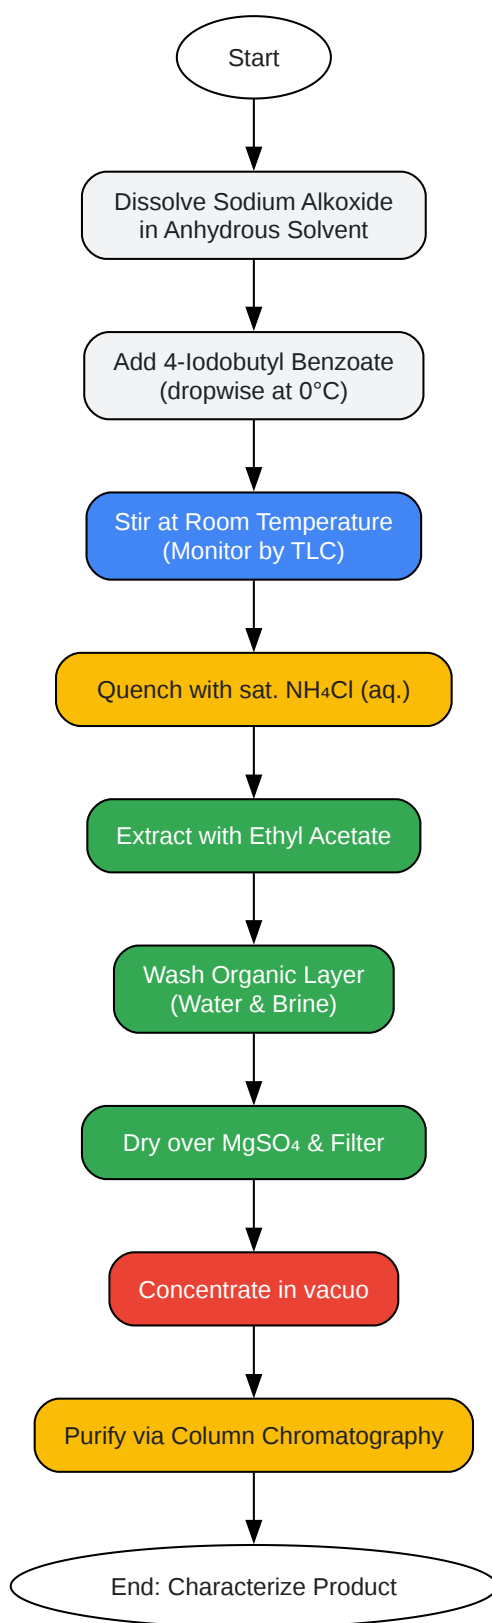 Start
Dissolve Sodium Alkoxide
in Anhydrous Solvent
Add 4-Iodobutyl Benzoate
(dropwise at 0°C)
Stir at Room Temperature
(Monitor by TLC)
Quench with sat. NH₄Cl (aq.)
Extract with Ethyl Acetate
Wash Organic Layer
(Water & Brine)
Dry over MgSO₄ & Filter
Concentrate in vacuo
Purify via Column Chromatography
End: Characterize Product